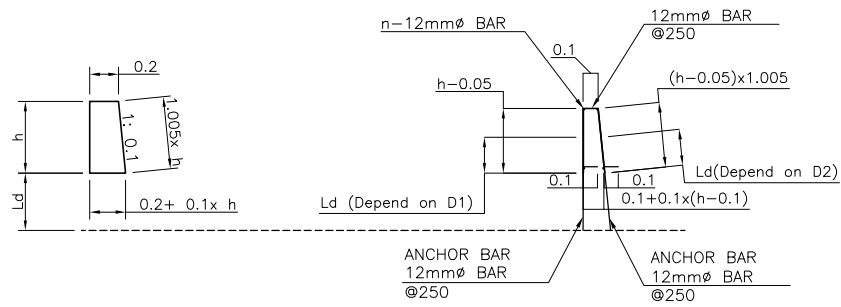 0.2
h
1: 0.1
1.005x h
Ld
0.2+ 0.1x h
n-12mmø BAR
12mmø BAR
@250
0.1
h-0.05
(h-0.05)x1.005
Ld(Depend on D2)
0.1
0.1
Ld (Depend on D1)
0.1+0.1x(h-0.1)
ANCHOR BAR
12mmø BAR
@250
ANCHOR BAR
12mmø BAR
@250